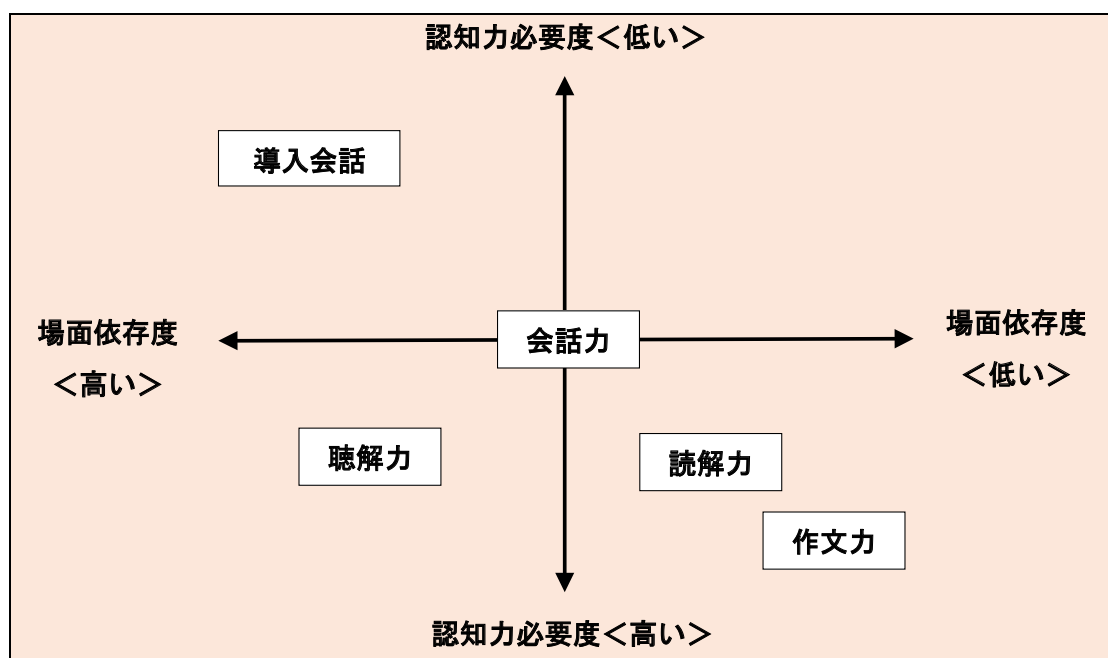 認知力必要度＜低い＞
導入会話
場面依存度
＜高い＞
会話力
場面依存度
＜低い＞
聴解力
読解力
作文力
認知力必要度＜高い＞